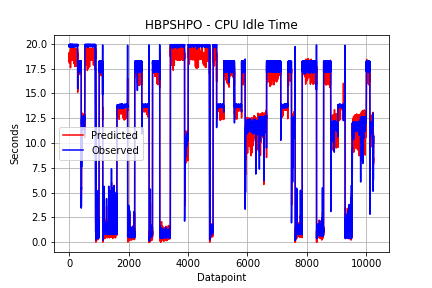 HBPSHPO - CPU Idle Time
20.0
17.5
15.0
12.5
10.0
7.5
5.0
2.5
0.0
Seconds
Predicted
Observed
0 2000 4000 6000 8000 10000
Datapoint